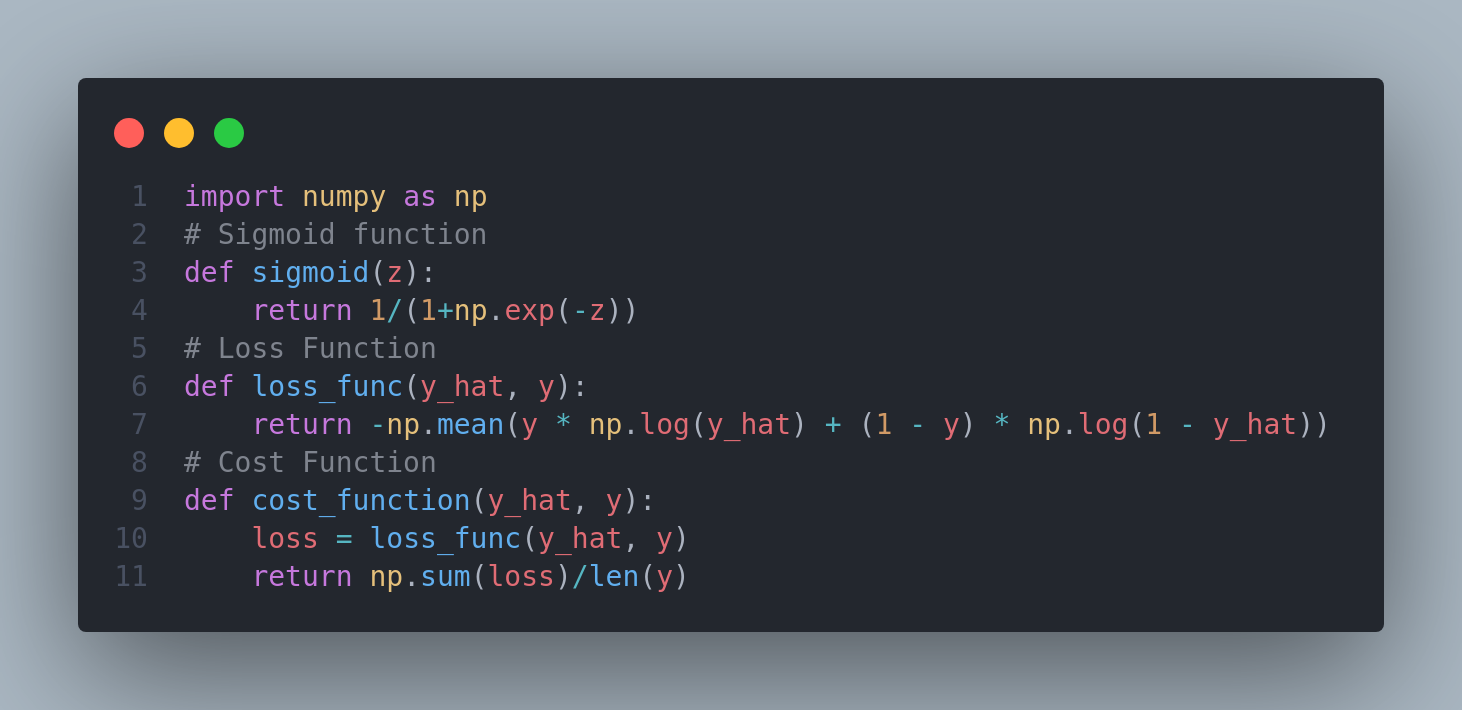 1 import numpy as np
2 # Sigmoid function
3 def sigmoid(z):
4     return 1/(1+np.exp(-z))
5 # Loss Function
6 def loss_func(y_hat, y):
7     return -np.mean(y * np.log(y_hat) + (1 - y) * np.log(1 - y_hat))
8 # Cost Function
9 def cost_function(y_hat, y):
10     loss = loss_func(y_hat, y)
11     return np.sum(loss)/len(y)